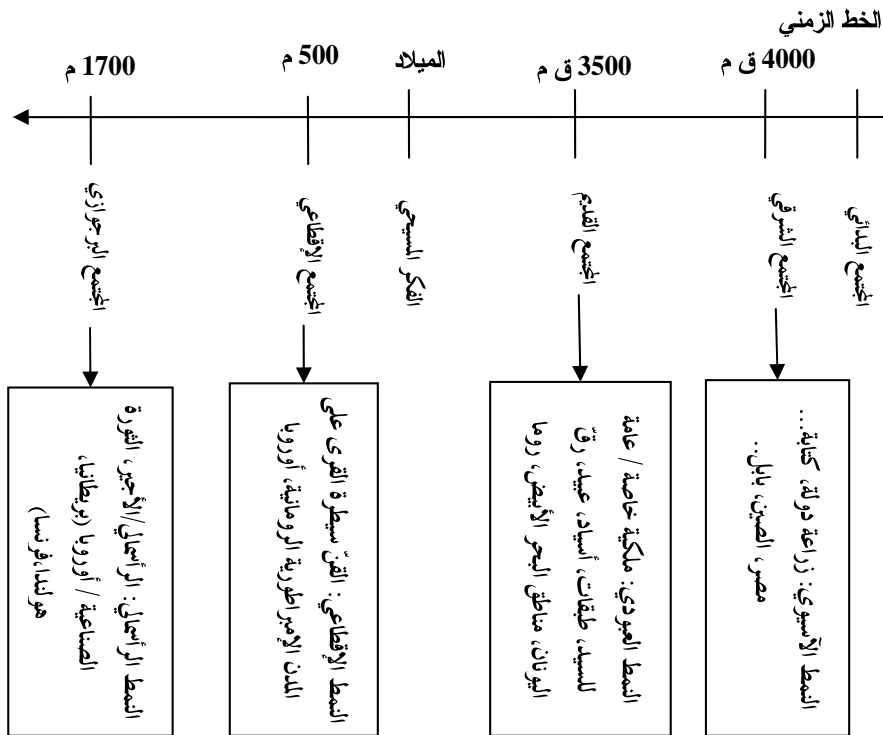 الخط الزمني
4000 ق م
3500 ق م
الميلاد
500 م
1700 م
المجتمع البدائي
المجتمع الشرقي
المجتمع القديم
الفكر المسيحي
المجتمع الإقطاعي
المجتمع البرجوازي
النمط الآسيوي: زراعة دولة، كتابة...
مصر، الصين، بابل..
النمط العبودي: ملكية خاصة / عامة
للسيد، طبقات، أسياد، عبيد، رقّ
اليونان، مناطق البحر الأبيض، روما
النمط الإقطاعي: القنّ سيطرة القرى على
المدن الإمبراطورية الرومانية، أوروبا
النمط الرأسمالي: الرأسمالي/الأجير، الثورة
الصناعية / أوروبا (بريطانيا،
هولندا،فرنسا)